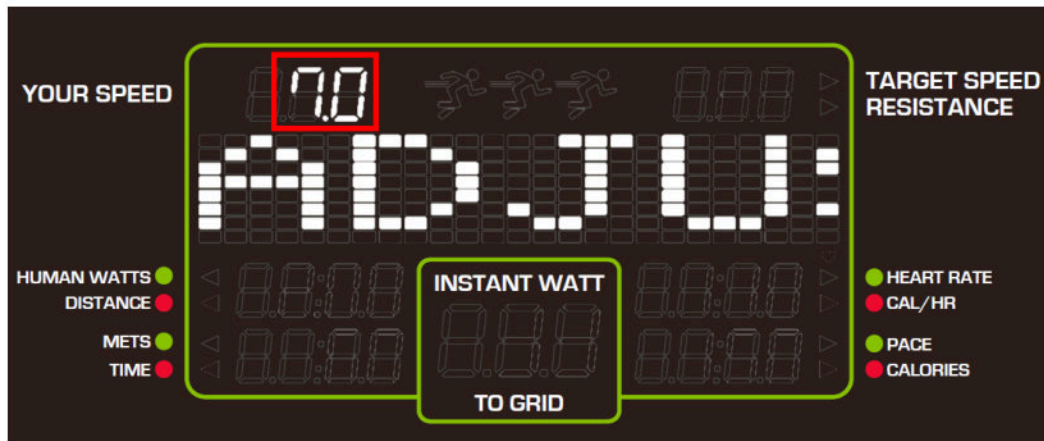 YOUR SPEED
7.0
TARGET SPEED
RESISTANCE
ADJU
HUMAN WATTS
DISTANCE
METS
TIME
INSTANT WATT
TO GRID
HEART RATE
CAL/HR
PACE
CALORIES